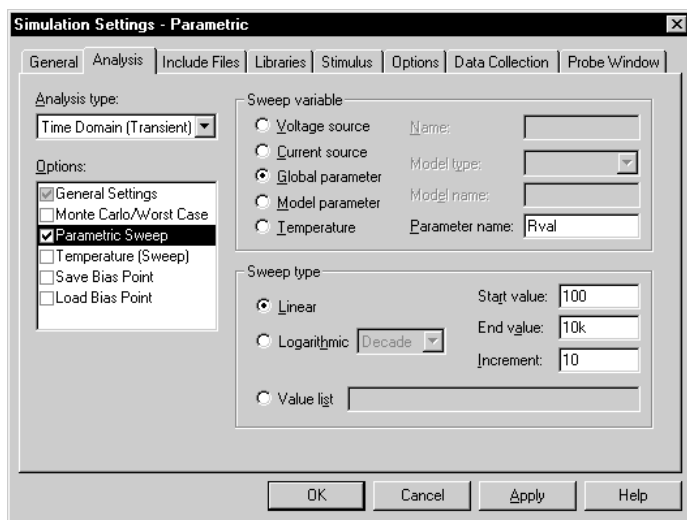 Simulation Settings - Parametric
General Analysis Include Files Libraries Stimulus Options Data Collection Probe Window
Analysis type:
Time Domain (Transient)
Options:
General Settings
Monte Carlo/Worst Case
Parametric Sweep
Temperature (Sweep)
Save Bias Point
Load Bias Point
Sweep variable
Voltage source
Current source
Global parameter
Model parameter
Temperature
Name:
Model type:
Model name:
Parameter name: Rval
Sweep type
Linear
Logarithmic Decade
Value list
Start value: 100
End value: 10k
Increment: 10
OK Cancel Apply Help